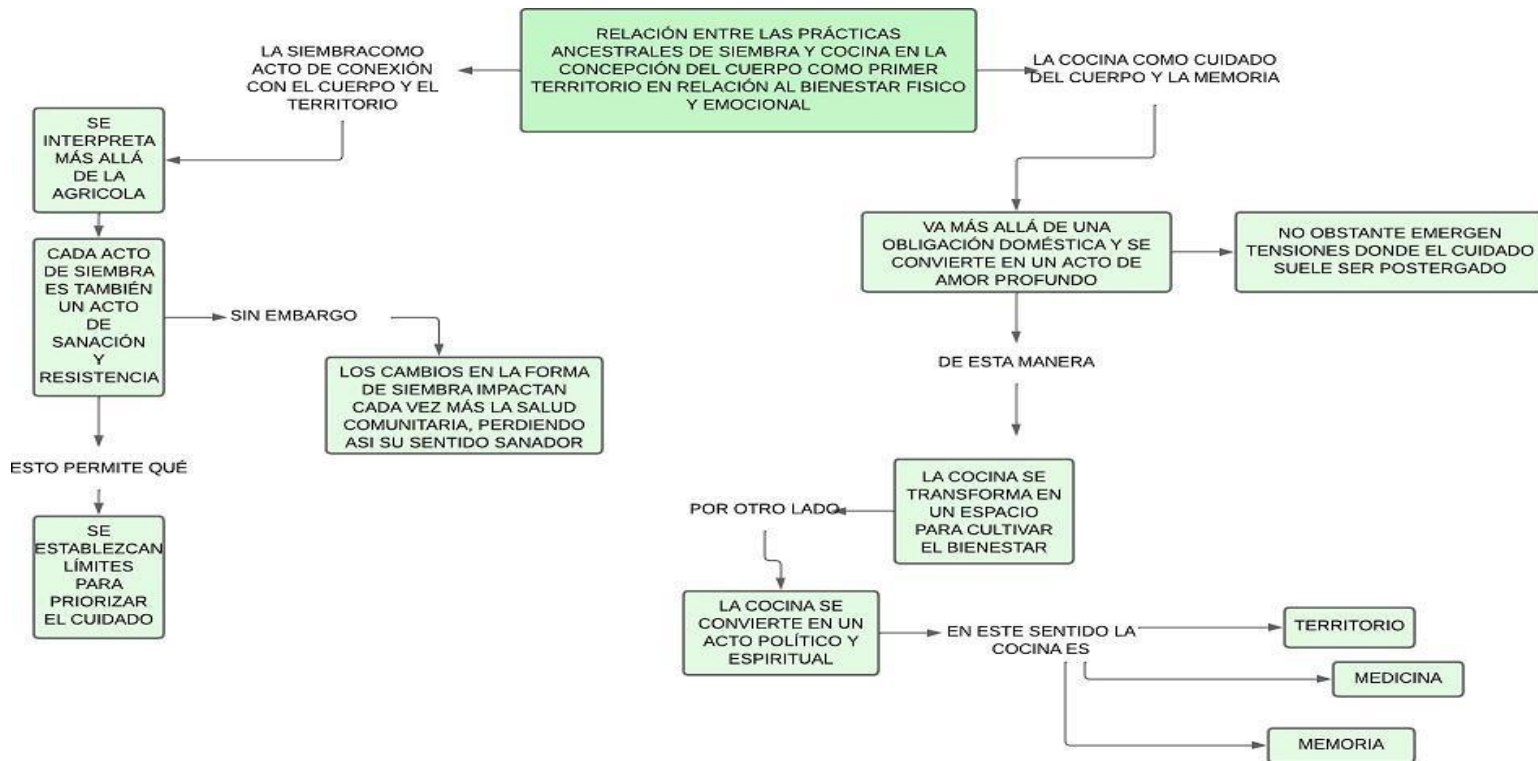 RELACIÓN ENTRE LAS PRÁCTICAS
ANCESTRALES DE SIEMBRA Y COCINA EN LA
CONCEPCIÓN DEL CUERPO COMO PRIMER
TERRITORIO EN RELACIÓN AL BIENESTAR FISICO
Y EMOCIONAL
LA SIEMBRACOMO
ACTO DE CONEXIÓN
CON EL CUERPO Y EL
TERRITORIO
SE
INTERPRETA
MÁS ALLÁ
DE LA
AGRICOLA
CADA ACTO
DE SIEMBRA
ES TAMBIÉN
UN ACTO
DE
SANACIÓN
Y
RESISTENCIA
SIN EMBARGO
LOS CAMBIOS EN LA FORMA
DE SIEMBRA IMPACTAN
CADA VEZ MÁS LA SALUD
COMUNITARIA, PERDIENDO
ASI SU SENTIDO SANADOR
ESTO PERMITE QUÉ
SE
ESTABLEZCAN
LÍMITES
PARA
PRIORIZAR
EL CUIDADO
LA COCINA COMO CUIDADO
DEL CUERPO Y LA MEMORIA
VA MÁS ALLÁ DE UNA
OBLIGACIÓN DOMÉSTICA Y SE
CONVIERTE EN UN ACTO DE
AMOR PROFUNDO
NO OBSTANTE EMERGEN
TENSIONES DONDE EL CUIDADO
SUELE SER POSTERGADO
DE ESTA MANERA
LA COCINA SE
TRANSFORMA EN
UN ESPACIO
PARA CULTIVAR
EL BIENESTAR
POR OTRO LADO
LA COCINA SE
CONVIERTE EN UN
ACTO POLÍTICO Y
ESPIRITUAL
EN ESTE SENTIDO LA
COCINA ES
TERRITORIO
MEDICINA
MEMORIA